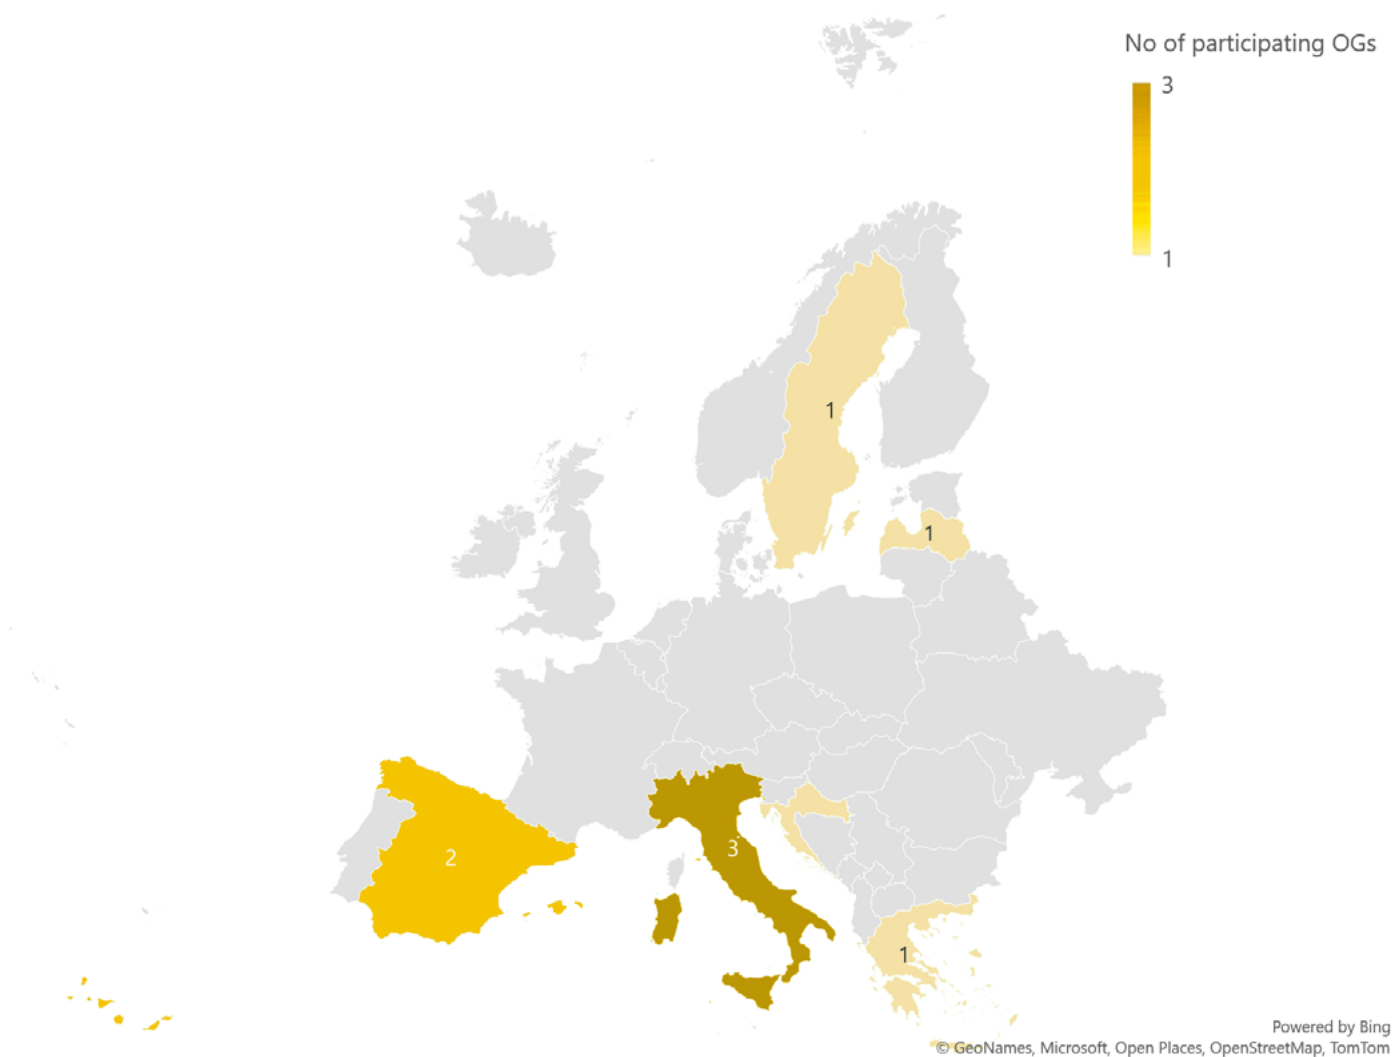 No of participating OGs
3
1
1
1
2
3
1
Powered by Bing
© GeoNames, Microsoft, Open Places, OpenStreetMap, TomTom